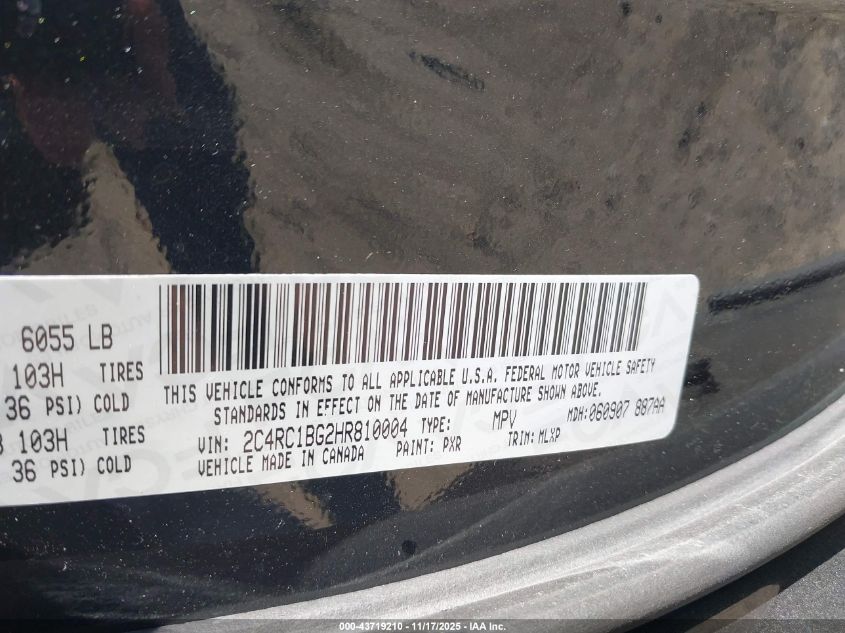 6055 LB
103H TIRES
36 PSI) COLD
103H TIRES
36 PSI) COLD
THIS VEHICLE CONFORMS TO ALL APPLICABLE U.S.A. FEDERAL MOTOR VEHICLE SAFETY
STANDARDS IN EFFECT ON THE DATE OF MANUFACTURE SHOWN ABOVE.
VIN: 2C4RC1BG2HR810004 TYPE: MPV MDH: 060907 887AA
VEHICLE MADE IN CANADA PAINT: PXR TRIM: MLXP
000-43719210 - 11/17/2025 - IAA Inc.